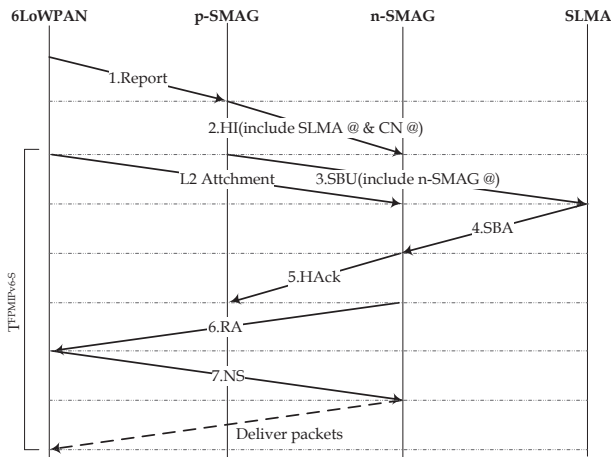 6LoWPAN p-SMAG n-SMAG SLMA
1.Report
2.HI(include SLMA @ & CN @)
L2 Attchment
3.SBU(include n-SMAG @)
4.SBA
5.HAck
6.RA
7.NS
Deliver packets
TFPMIPv6-S